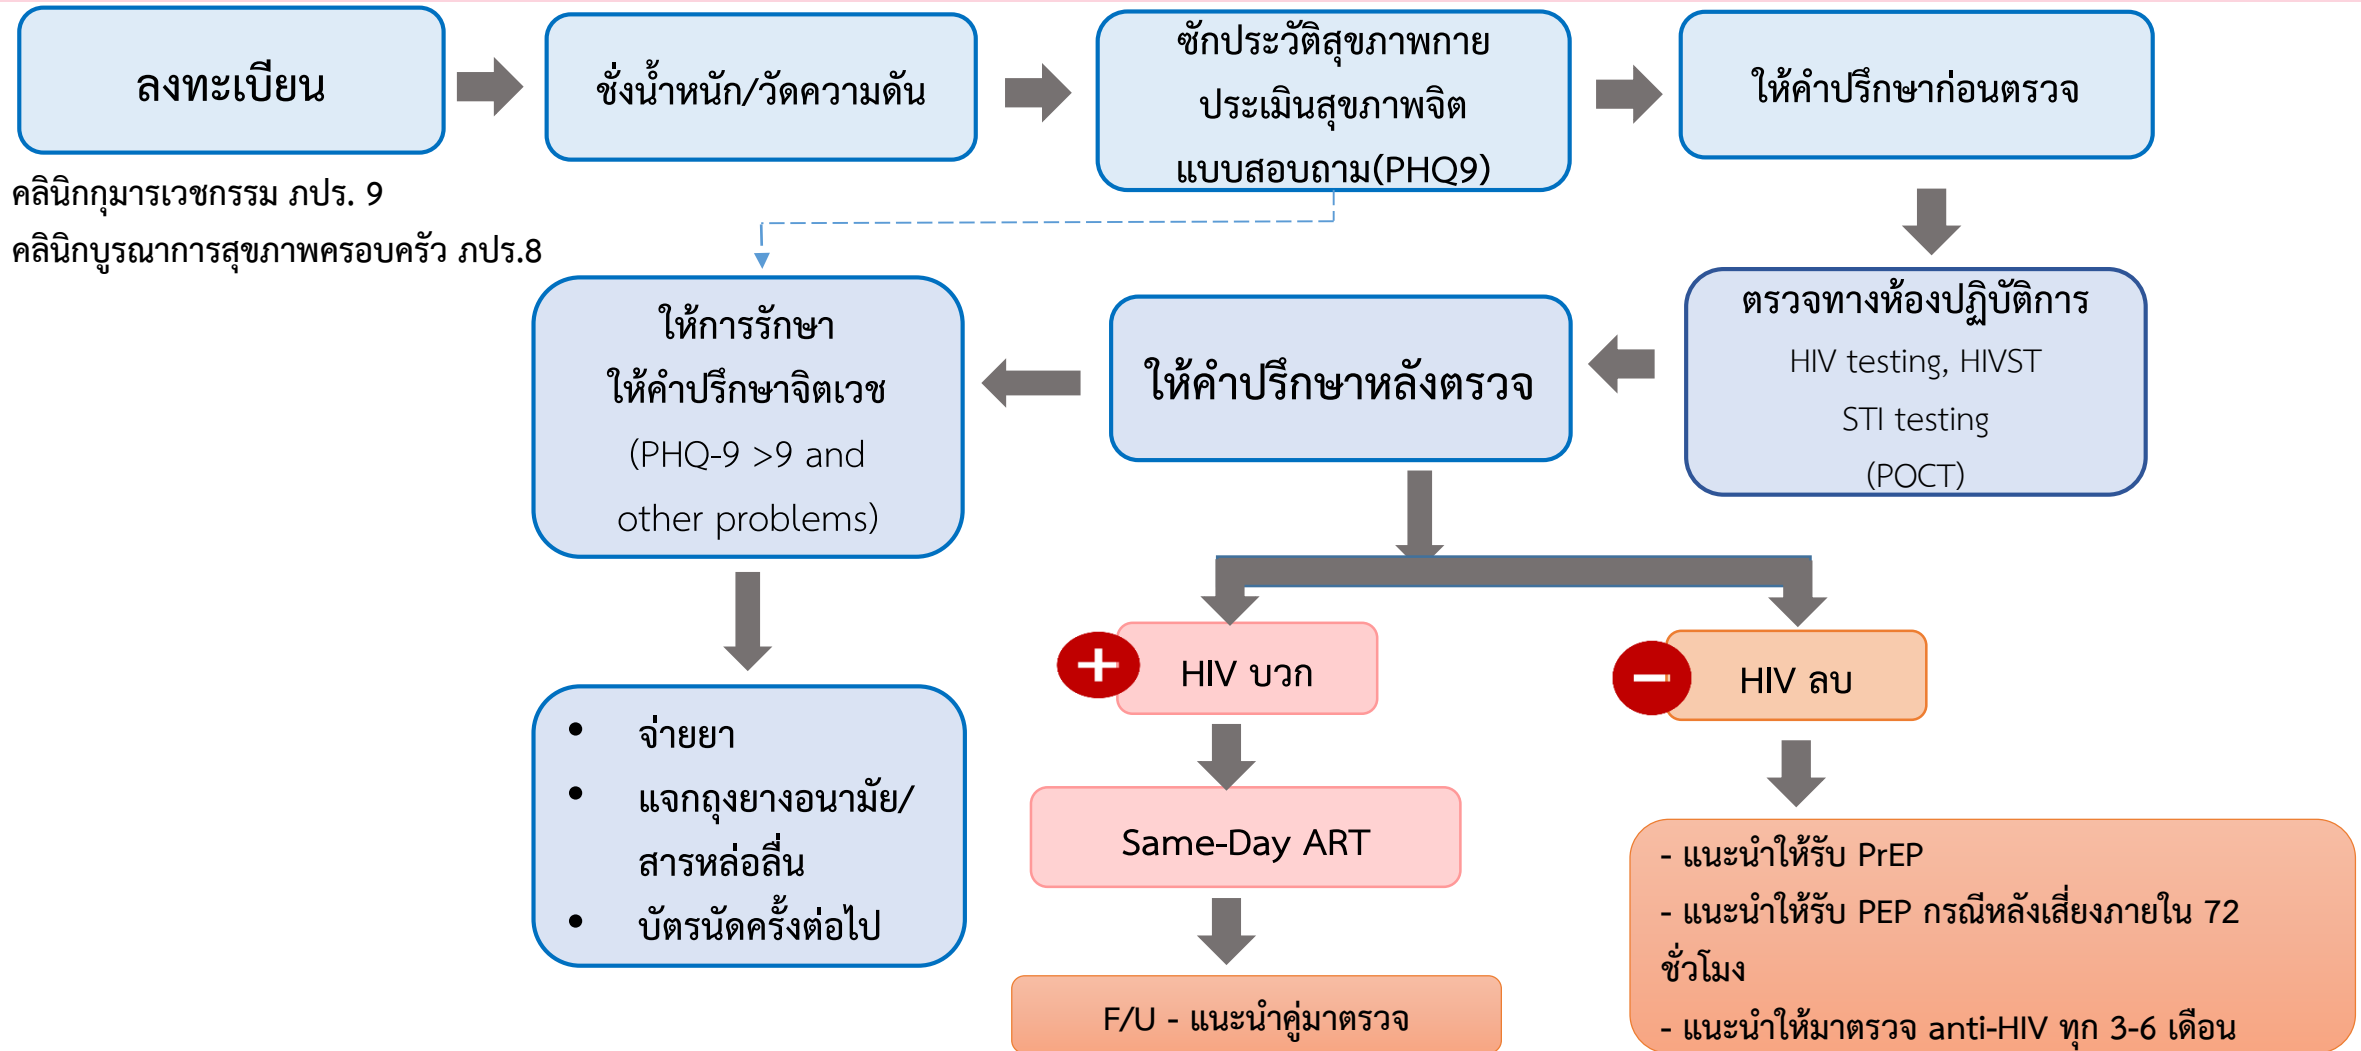 ลงทะเบียน
ชั่งน้ำหนัก/วัดความดัน
ซักประวัติสุขภาพกาย
ประเมินสุขภาพจิต
แบบสอบถาม(PHQ9)
ให้คำปรึกษาก่อนตรวจ
คลินิกกุมารเวชกรรม ภปร. 9
คลินิกบูรณาการสุขภาพครอบครัว ภปร.8
ตรวจทางห้องปฏิบัติการ
HIV testing, HIVST
STI testing
(POCT)
ให้คำปรึกษาหลังตรวจ
ให้การรักษา
ให้คำปรึกษาจิตเวช
(PHQ-9 >9 and
other problems)
• จ่ายยา
• แจกถุงยางอนามัย/
สารหล่อลื่น
• บัตรนัดครั้งต่อไป
HIV บวก
Same-Day ART
F/U - แนะนำคู่มาตรวจ
HIV ลบ
- แนะนำให้รับ PrEP
- แนะนำให้รับ PEP กรณีหลังเสี่ยงภายใน 72
ชั่วโมง
- แนะนำให้มาตรวจ anti-HIV ทุก 3-6 เดือน